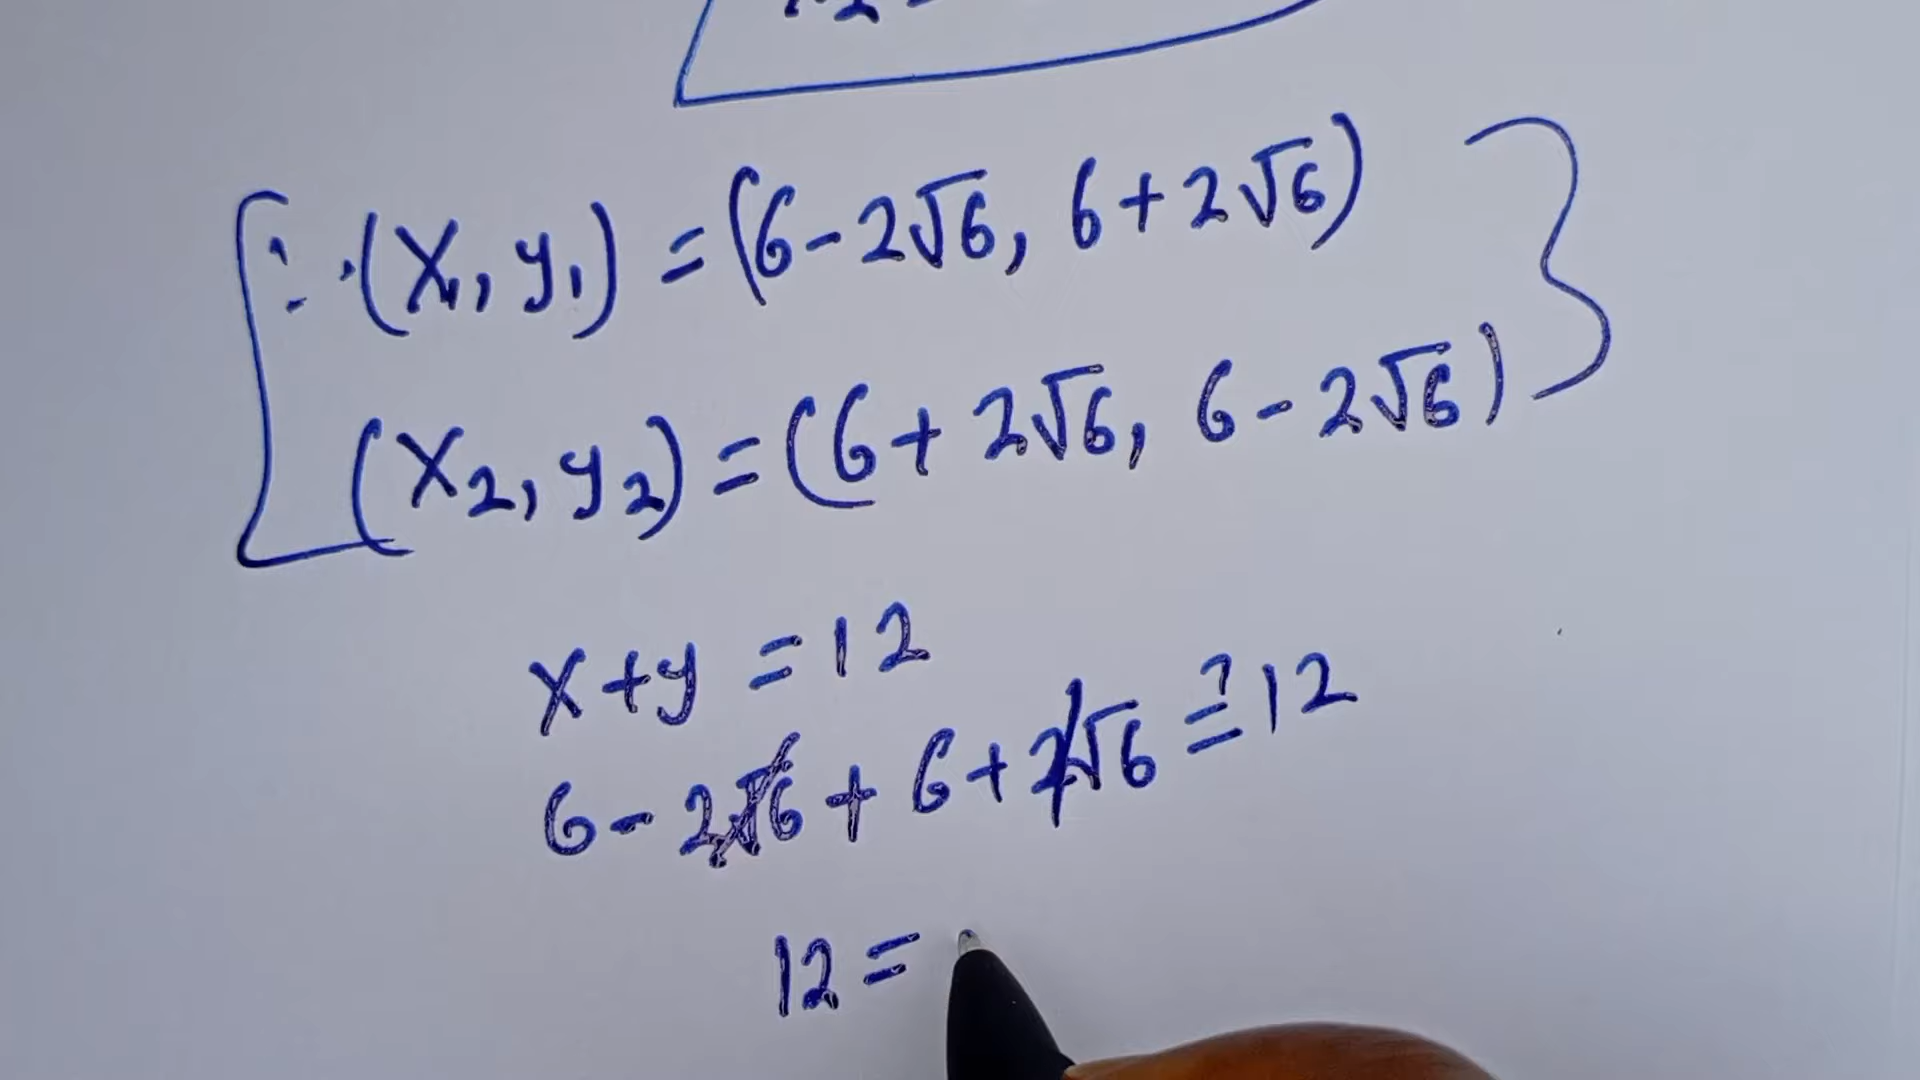 ∴ (x₁, y₁) = (6 - 2√6, 6 + 2√6)
(x₂, y₂) = (6 + 2√6, 6 - 2√6)
x + y = 12
6 - 2√6 + 6 + 2√6 ≟ 12
12 =